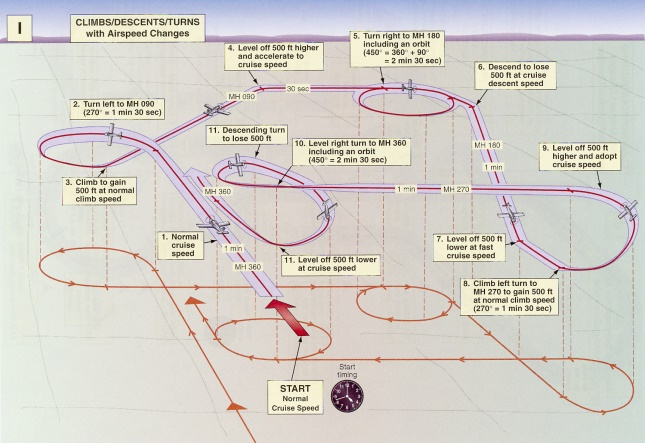 I
CLIMBS/DESCENTS/TURNS
with Airspeed Changes
4. Level off 500 ft higher
and accelerate to
cruise speed
5. Turn right to MH 180
including an orbit
(450° = 360° + 90°
= 2 min 30 sec)
6. Descend to lose
500 ft at cruise
descent speed
2. Turn left to MH 090
(270° = 1 min 30 sec)
MH 090
30 sec
11. Descending turn
to lose 500 ft
10. Level right turn to MH 360
including an orbit
(450° = 2 min 30 sec)
MH 180
1 min
9. Level off 500 ft
higher and adopt
cruise speed
3. Climb to gain
500 ft at normal
climb speed
MH 360
1 min
MH 270
1. Normal
cruise
speed
1 min
MH 360
11. Level off 500 ft lower
at cruise speed
7. Level off 500 ft
lower at fast
cruise speed
8. Climb left turn to
MH 270 to gain 500 ft
at normal climb speed
(270° = 1 min 30 sec)
START
Normal
Cruise Speed
Start
timing